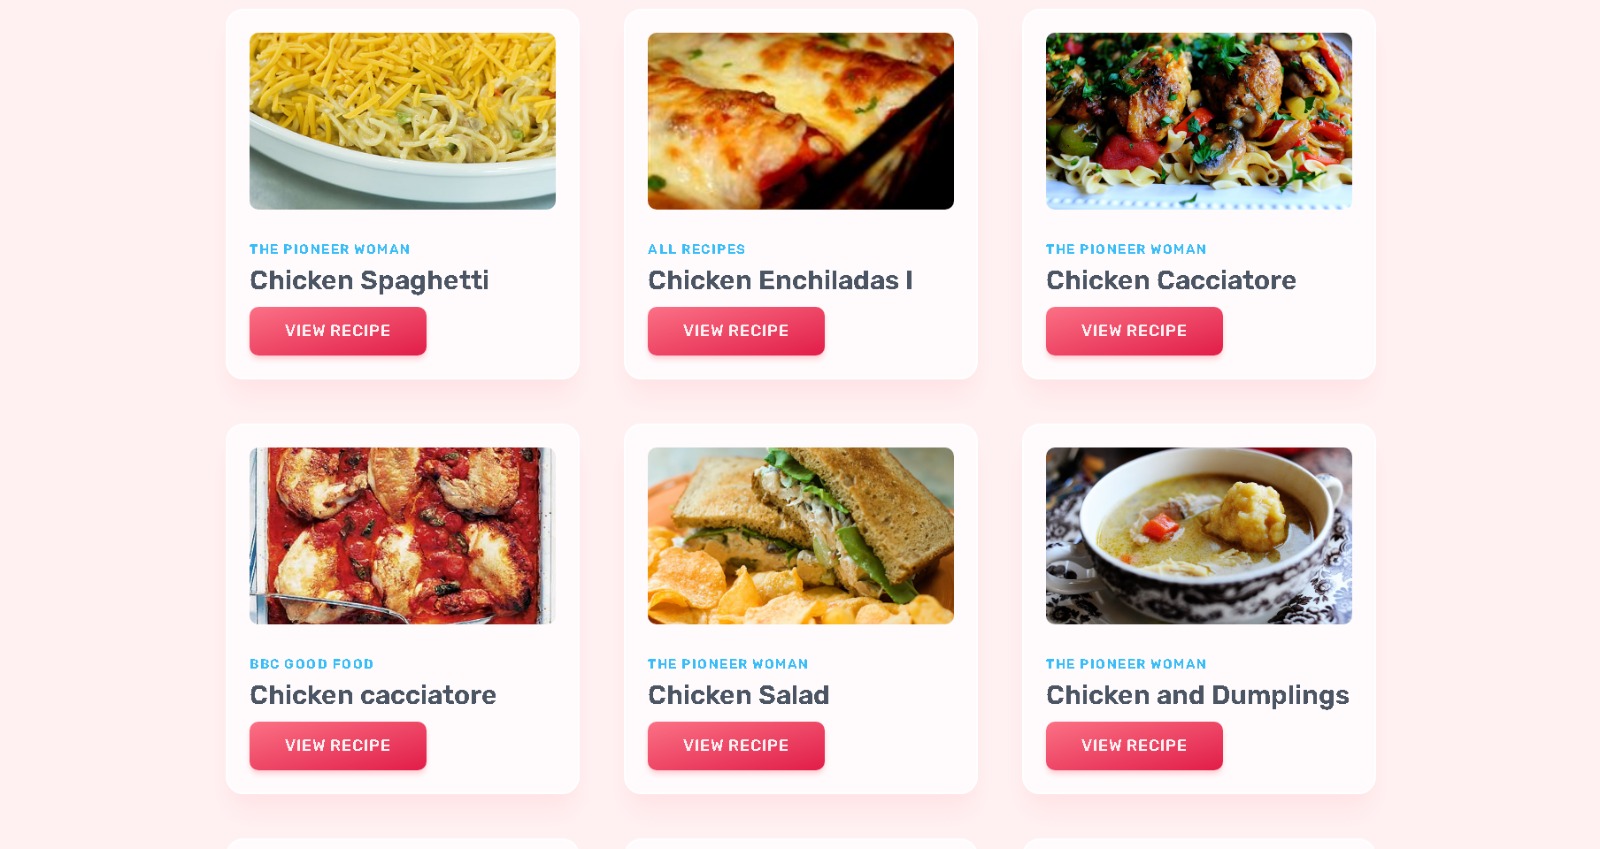 THE PIONEER WOMAN
Chicken Spaghetti
VIEW RECIPE
ALL RECIPES
Chicken Enchiladas I
VIEW RECIPE
THE PIONEER WOMAN
Chicken Cacciatore
VIEW RECIPE
BBC GOOD FOOD
Chicken cacciatore
VIEW RECIPE
THE PIONEER WOMAN
Chicken Salad
VIEW RECIPE
THE PIONEER WOMAN
Chicken and Dumplings
VIEW RECIPE